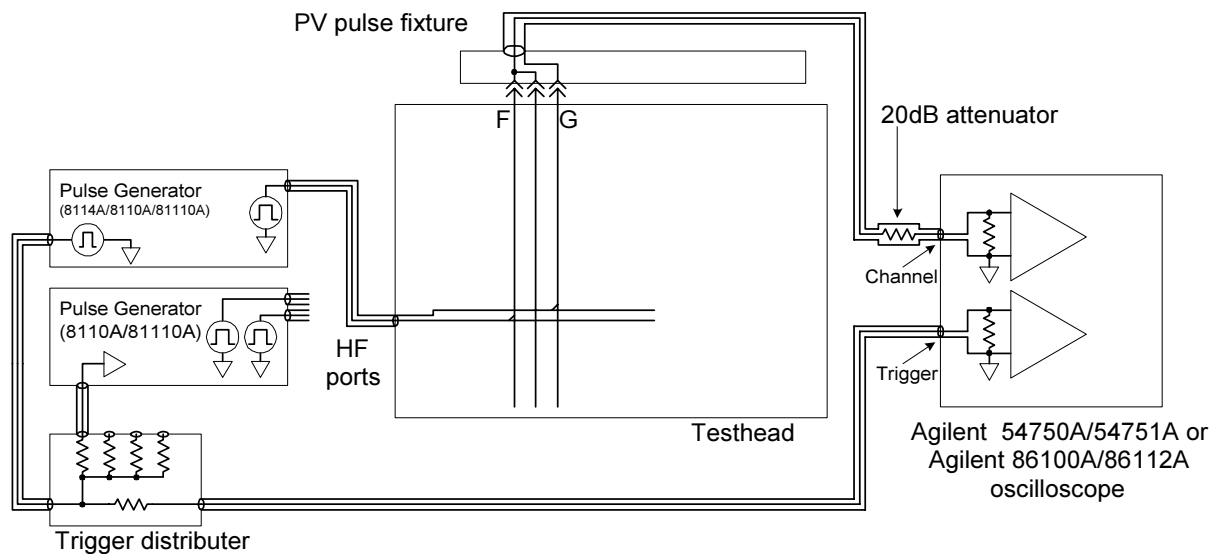 PV pulse fixture
F
G
20dB attenuator
Pulse Generator
(8114A/8110A/81110A)
Channel
Pulse Generator
(8110A/81110A)
HF
ports
Trigger
Testhead
Agilent 54750A/54751A or
Agilent 86100A/86112A
oscilloscope
Trigger distributer